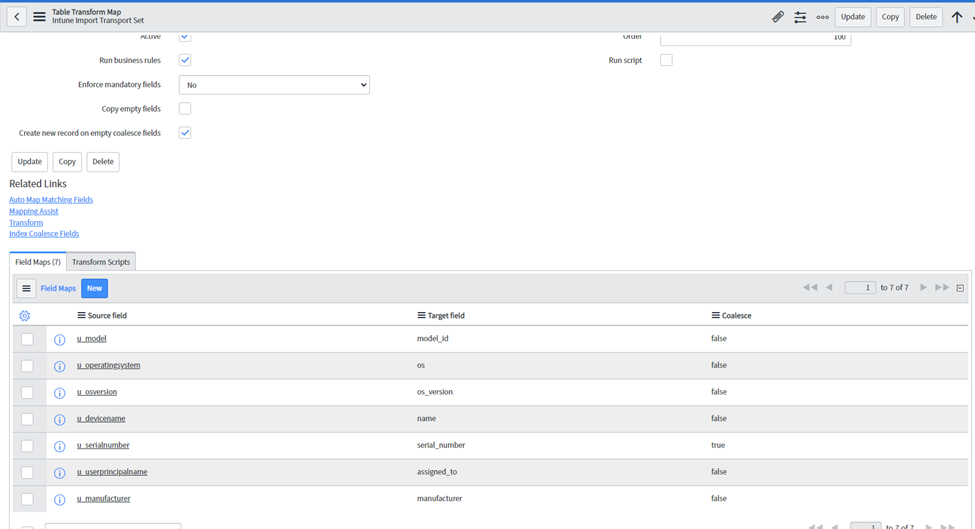 Table Transform Map
Intune Import Transport Set
Update Copy Delete
Active
Order 100
Run business rules
Run script
Enforce mandatory fields No
Copy empty fields
Create new record on empty coalesce fields
Update Copy Delete
Related Links
Auto Map Matching Fields
Mapping Assist
Transform
Index Coalesce Fields
Field Maps (7) Transform Scripts
Field Maps New 1 to 7 of 7
Source field Target field Coalesce
u_model model_id false
u_operatingsystem os false
u_osversion os_version false
u_devicename name false
u_serialnumber serial_number true
u_userprincipalname assigned_to false
u_manufacturer manufacturer false
1 to 7 of 7